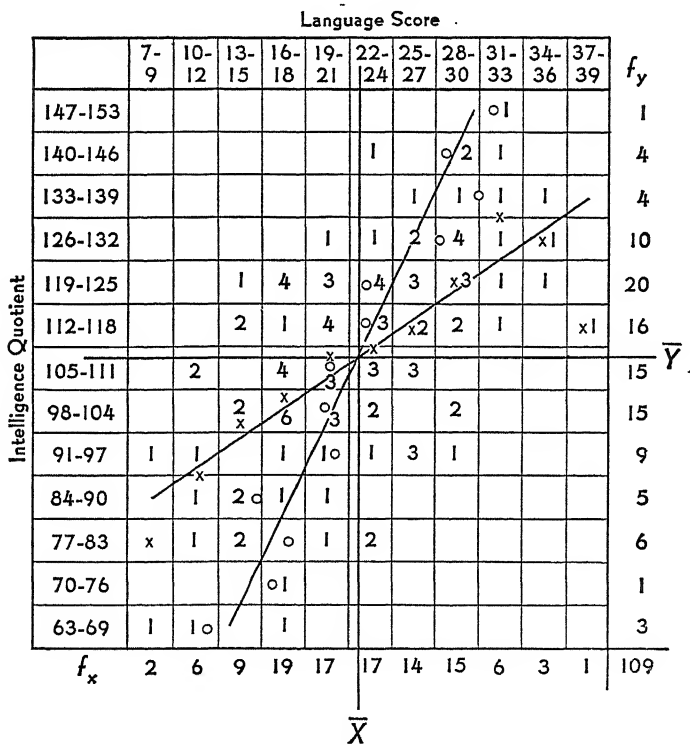 Language Score
7- 10- 13- 16- 19- 22- 25- 28- 31- 34- 37-
9 12 15 18 21 24 27 30 33 36 39 f_y
147-153 o 1 1
140-146 1 o 2 1 4
133-139 1 1 o 1 1 4
x
126-132 1 1 2 o 4 1 x 1 10
119-125 1 4 3 o 4 3 x 3 1 1 20
112-118 2 1 4 o 3 x 2 2 1 x 1 16
x x
Y̅
105-111 2 4 o 3 3 3 15
x
98-104 2 6 o 3 2 2 15
x
91-97 1 1 1 1 o 1 3 1 9
x
84-90 1 2 o 1 1 5
77-83 x 1 2 o 1 2 6
70-76 o 1 1
63-69 1 1 o 1 3
f_x 2 6 9 19 17 17 14 15 6 3 1 109
X̅
Intelligence Quotient